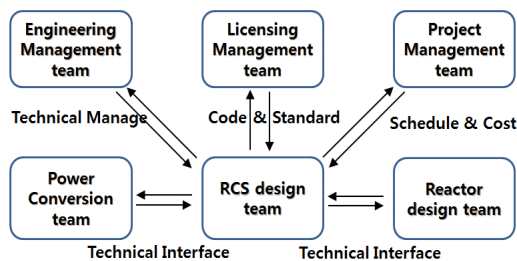 Engineering
Management
team
Licensing
Management
team
Project
Management
team
Technical Manage
Code & Standard
Schedule & Cost
Power
Conversion
team
RCS design
team
Reactor
design team
Technical Interface
Technical Interface